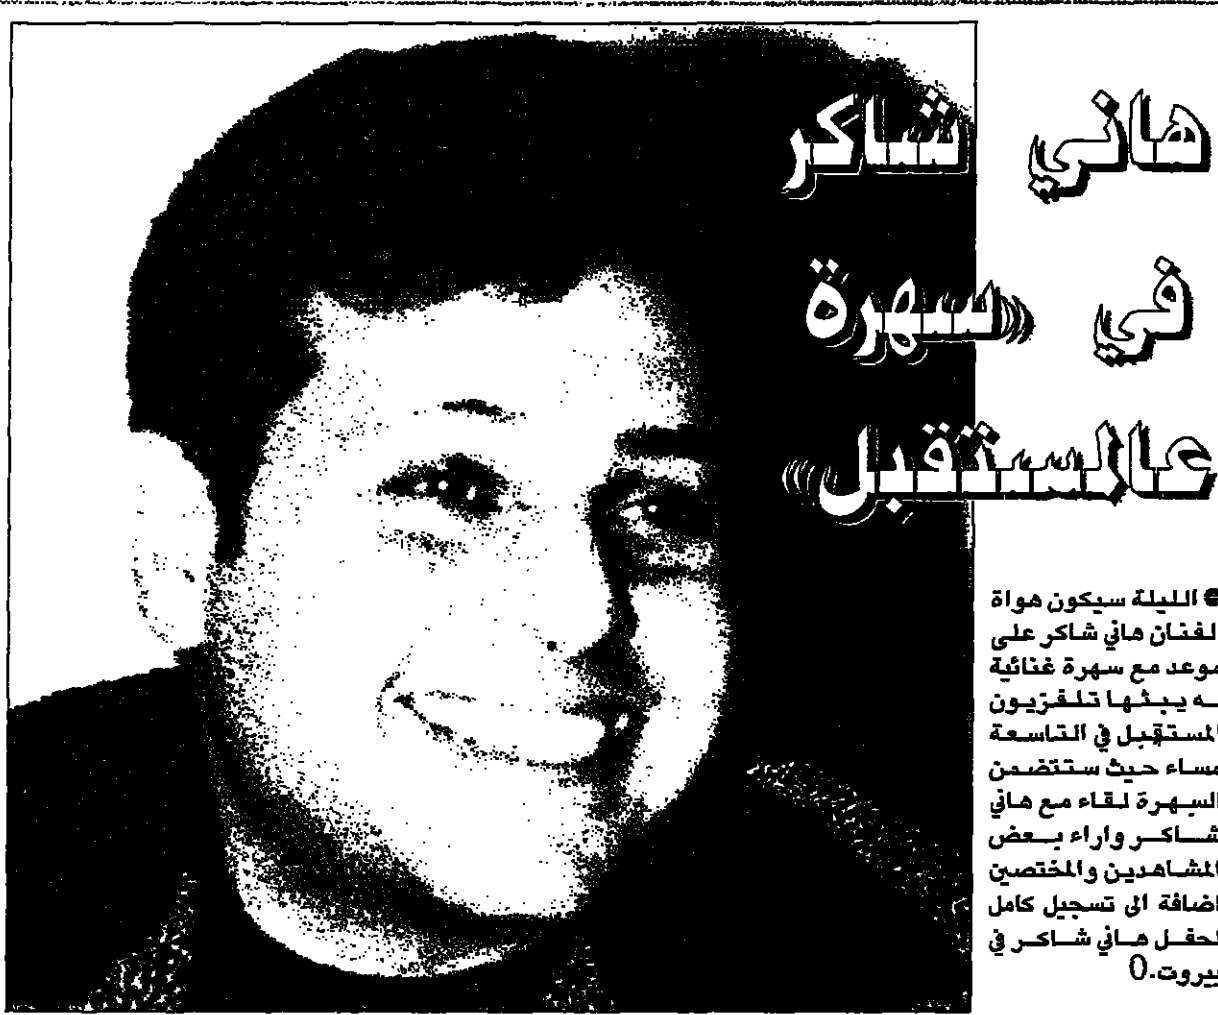 هاني شاكر
في «سهرة
عالمستقبل»
● الليلة سيكون هواة
الفنان هاني شاكر على
موعد مع سهرة غنائية
له يبثها تلفزيون
المستقبل في التاسعة
مساء حيث ستتضمن
السهرة لقاء مع هاني
شاكر واراء بعض
المشاهدين والمختصين
اضافة الى تسجيل كامل
لحفل هاني شاكر في
بيروت.()